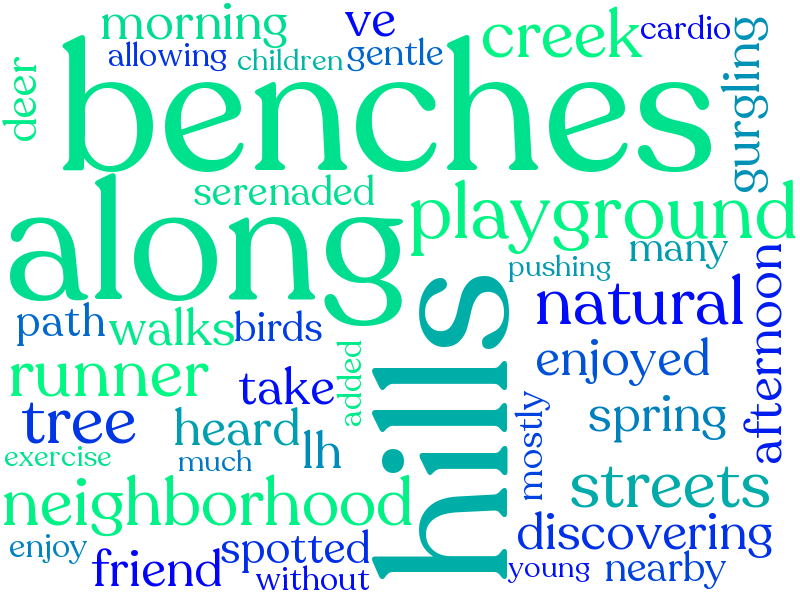 morning
ve
creek
cardio
allowing
children
gentle
deer
benches
gurgling
serenaded
along
playground
many
pushing
afternoon
natural
path
walks
birds
hills
enjoyed
runner
take
added
tree
heard
lh
mostly
spring
exercise
much
streets
neighborhood
discovering
enjoy
friend
spotted
without
young
nearby